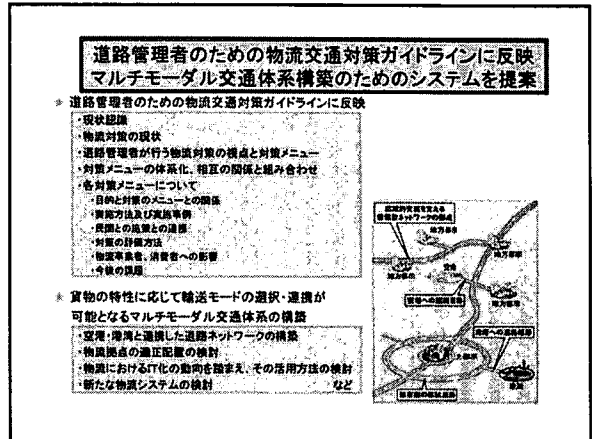 道路管理者のための物流交通対策ガイドラインに反映
マルチモーダル交通体系構築のためのシステムを提案
道路管理者のための物流交通対策ガイドラインに反映
・現状認識
・物流対策の現状
・道路管理者が行う物流対策の視点と対策メニュー
・対策メニューの体系化、相互の関係と組み合わせ
・各対策メニューについて
・目的と対策のメニューとの関係
・実施方法及び実施事例
・民間との施策との連携
・対策の評価方法
・物流事業者、消費者への影響
・今後の課題
貨物の特性に応じて輸送モードの選択・連携が
可能となるマルチモーダル交通体系の構築
・空港・港湾と連携した道路ネットワークの構築
・物流拠点の適正配置の検討
・物流におけるIT化の動向を踏まえ、その活用方法の検討
・新たな物流システムの検討 など
地方都市
地方都市
空港
地方都市
大都市